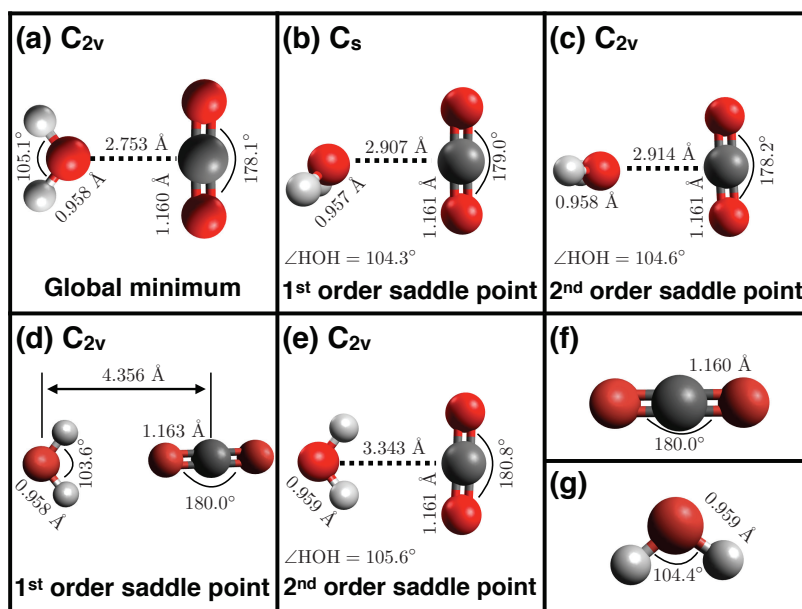 (a) C2v
105.1°
0.958 Å
2.753 Å
1.160 Å
178.1°
Global minimum
(b) Cs
0.957 Å
2.907 Å
1.161 Å
179.0°
∠HOH = 104.3°
1st order saddle point
(c) C2v
0.958 Å
2.914 Å
1.161 Å
178.2°
∠HOH = 104.6°
2nd order saddle point
(d) C2v
4.356 Å
103.6°
0.958 Å
1.163 Å
180.0°
1st order saddle point
(e) C2v
0.959 Å
3.343 Å
1.161 Å
180.8°
∠HOH = 105.6°
2nd order saddle point
(f)
1.160 Å
180.0°
(g)
0.959 Å
104.4°